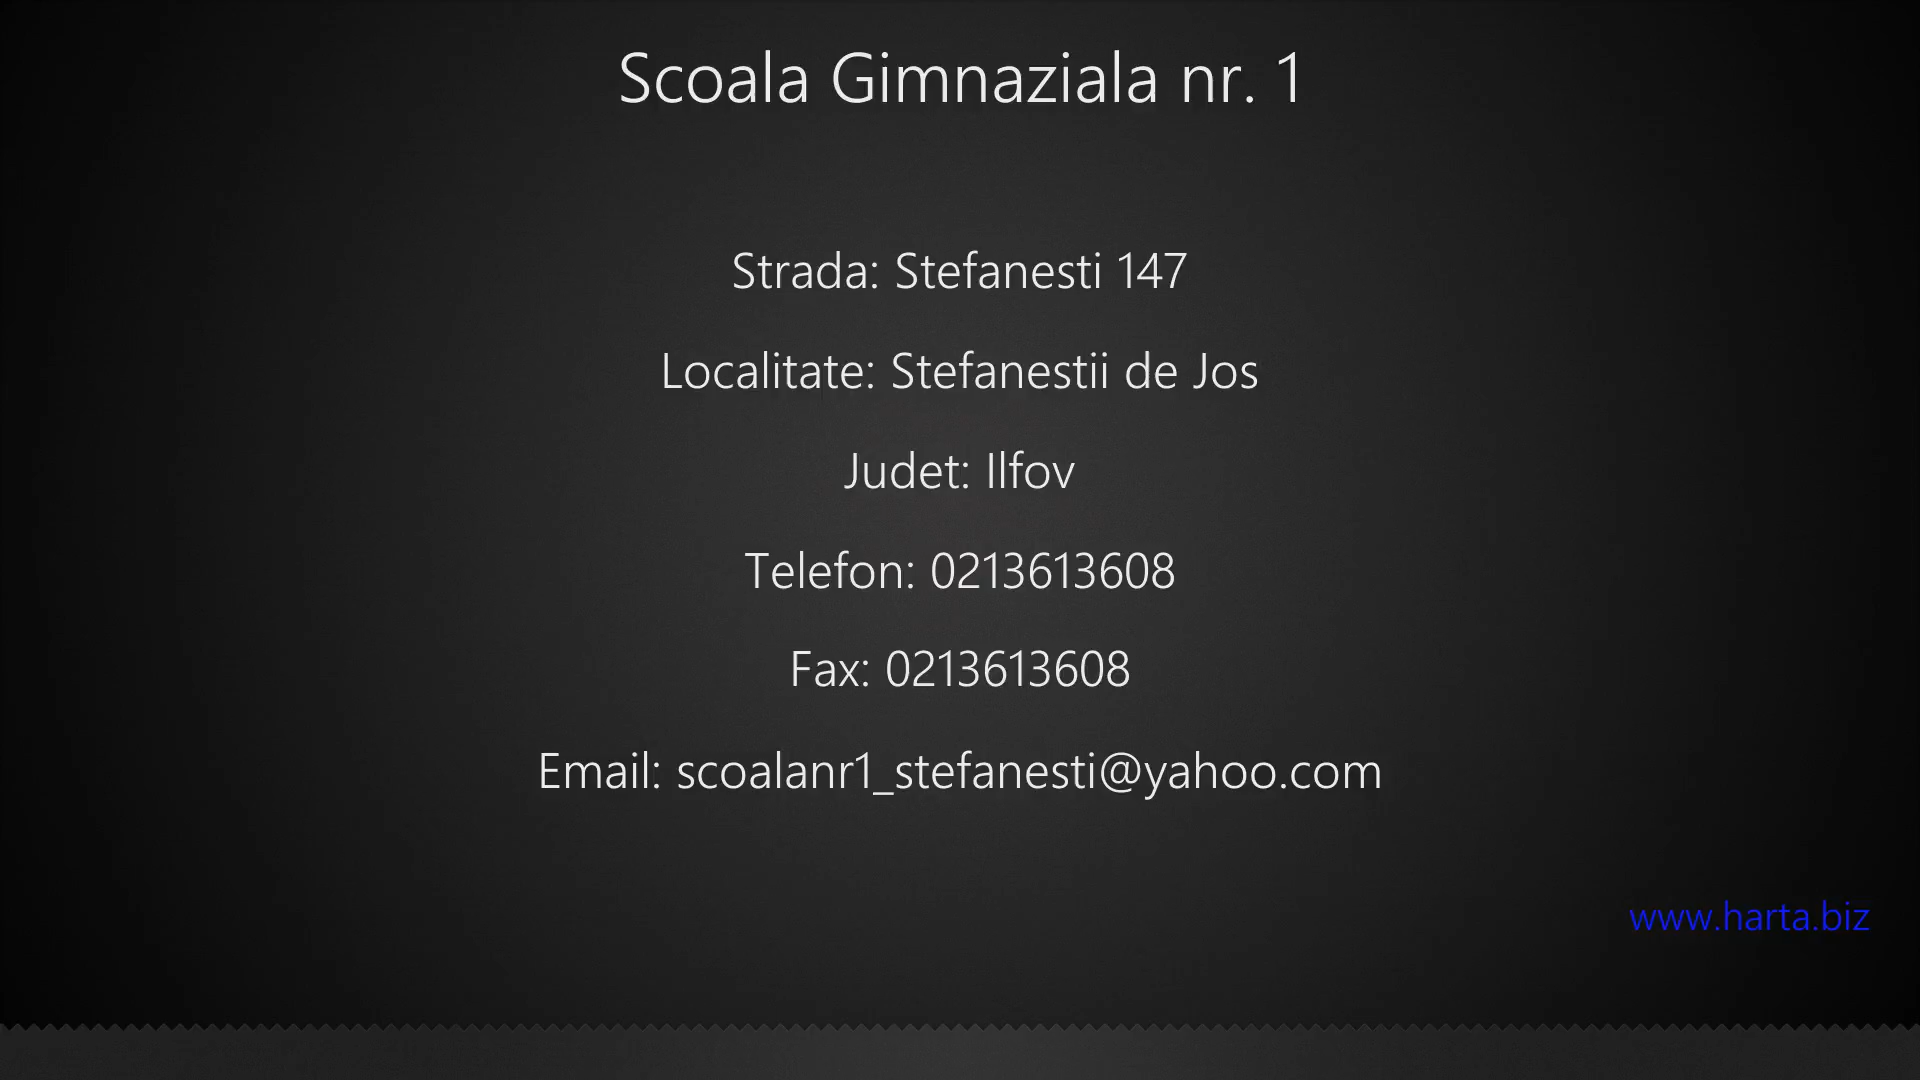 Scoala Gimnaziala nr. 1
Strada: Stefanesti 147
Localitate: Stefanestii de Jos
Judet: Ilfov
Telefon: 0213613608
Fax: 0213613608
Email: scoalanr1_stefanesti@yahoo.com
www.harta.biz